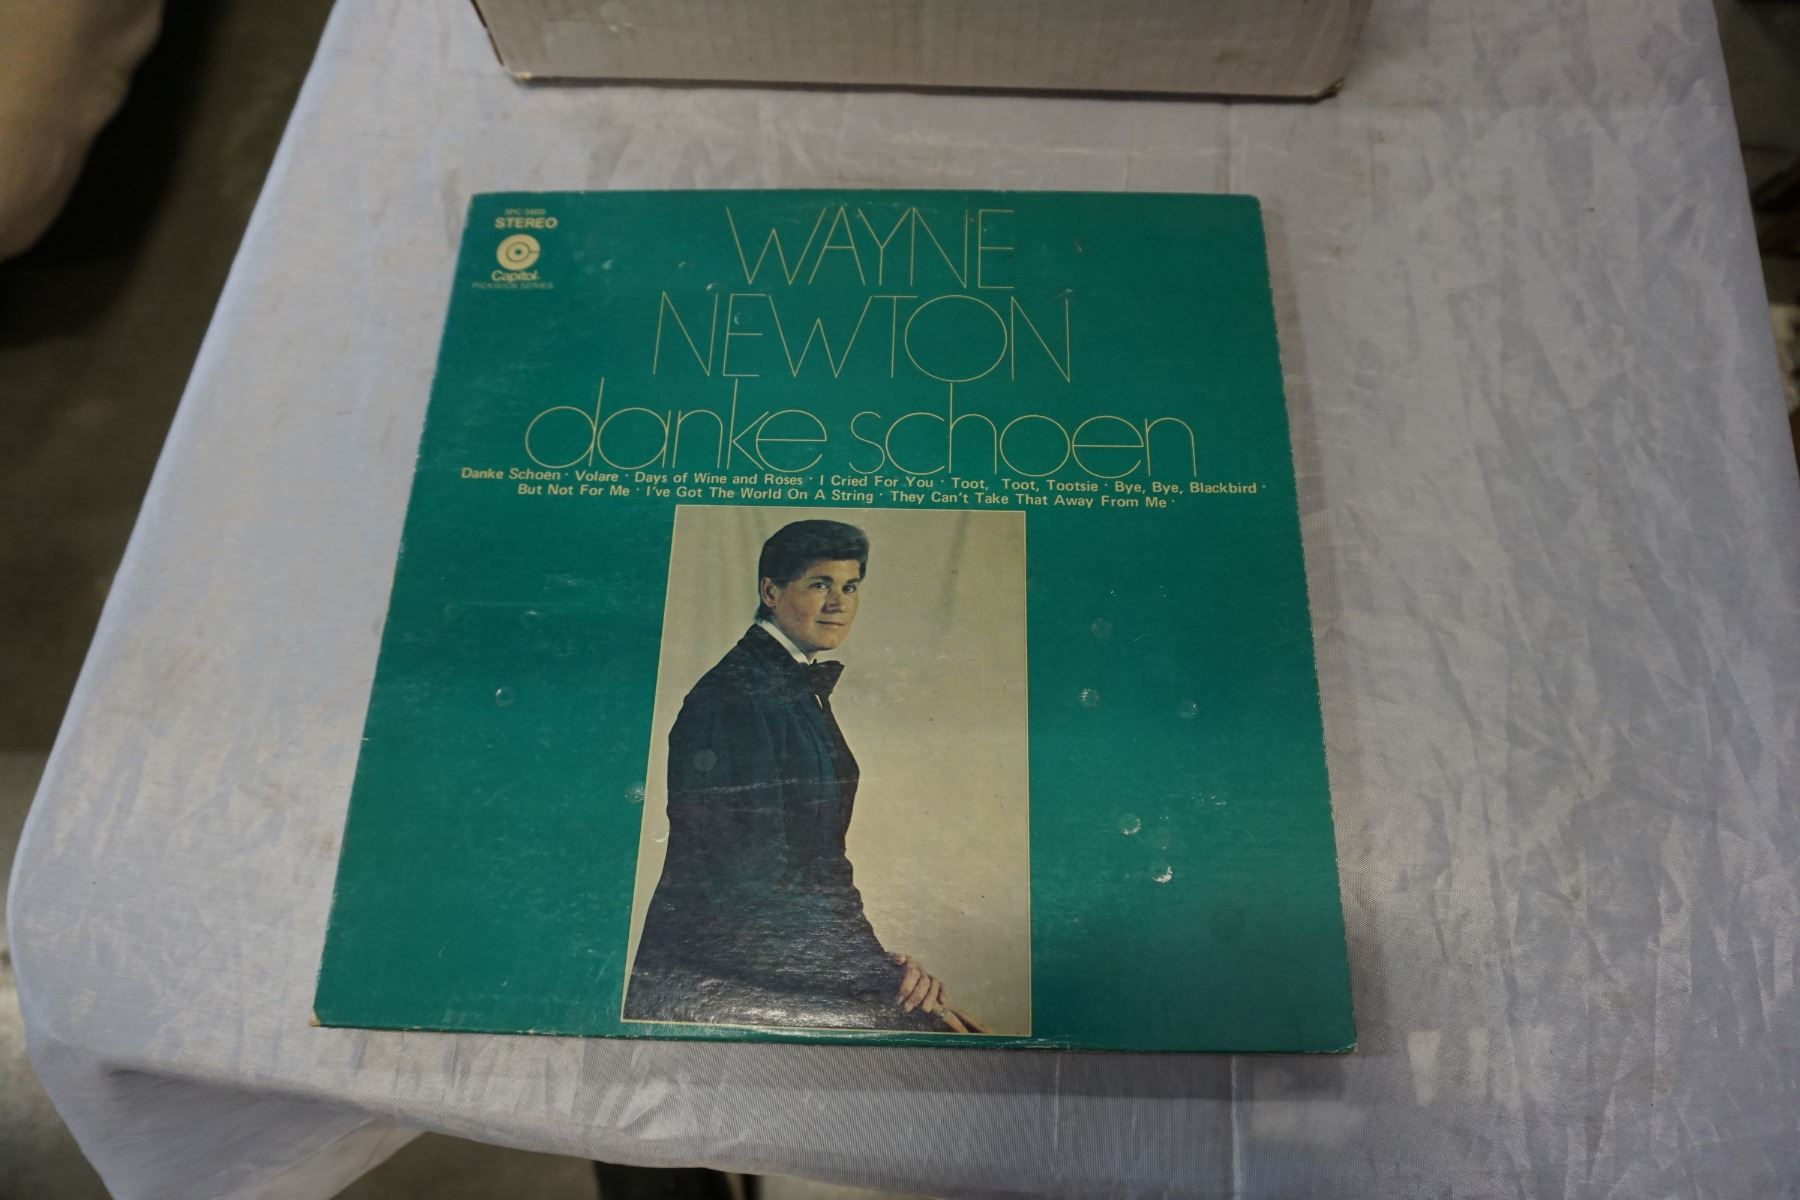 STEREO
Capitol
PICKWICK SERIES
WAYNE
NEWTON
danke schoen
Danke Schoen · Volare · Days of Wine and Roses · I Cried For You · Toot, Toot, Tootsie · Bye, Bye, Blackbird ·
But Not For Me · I've Got The World On A String · They Can't Take That Away From Me ·